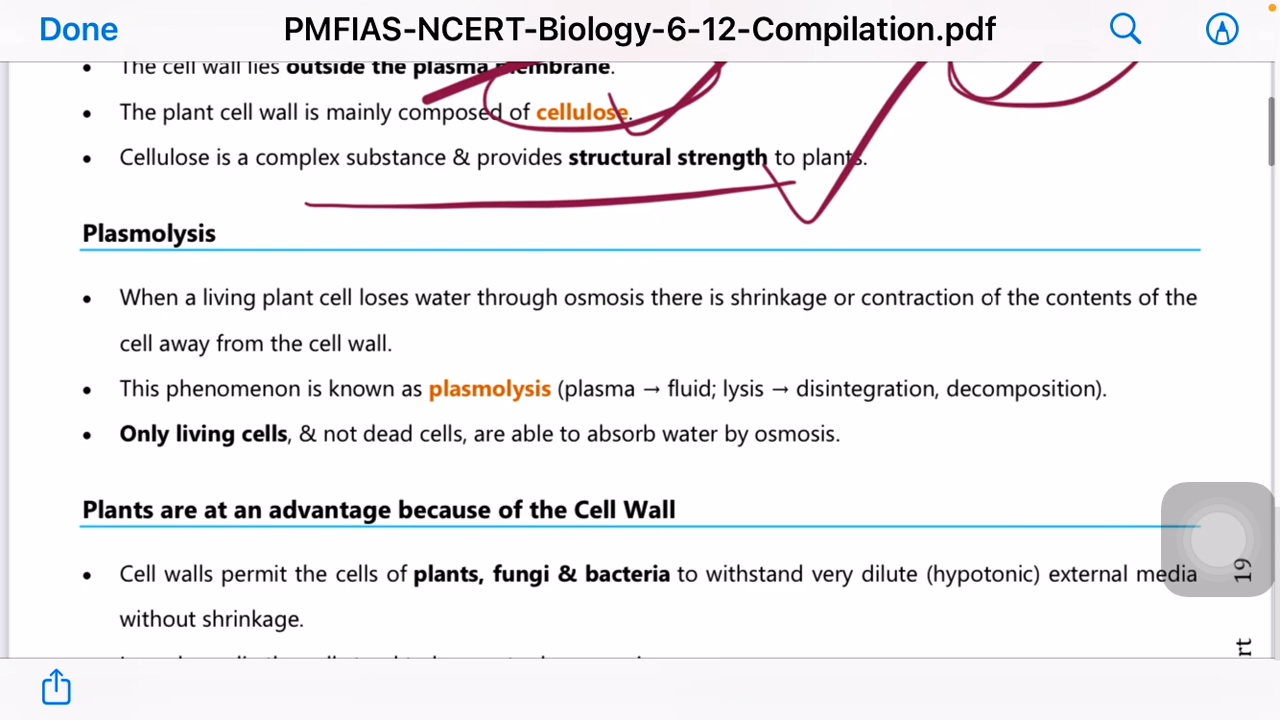 Done
PMFIAS-NCERT-Biology-6-12-Compilation.pdf
• The cell wall lies outside the plasma membrane.
• The plant cell wall is mainly composed of cellulose.
• Cellulose is a complex substance & provides structural strength to plants.
Plasmolysis
• When a living plant cell loses water through osmosis there is shrinkage or contraction of the contents of the
cell away from the cell wall.
• This phenomenon is known as plasmolysis (plasma → fluid; lysis → disintegration, decomposition).
• Only living cells, & not dead cells, are able to absorb water by osmosis.
Plants are at an advantage because of the Cell Wall
• Cell walls permit the cells of plants, fungi & bacteria to withstand very dilute (hypotonic) external media
without shrinkage.
19
rt